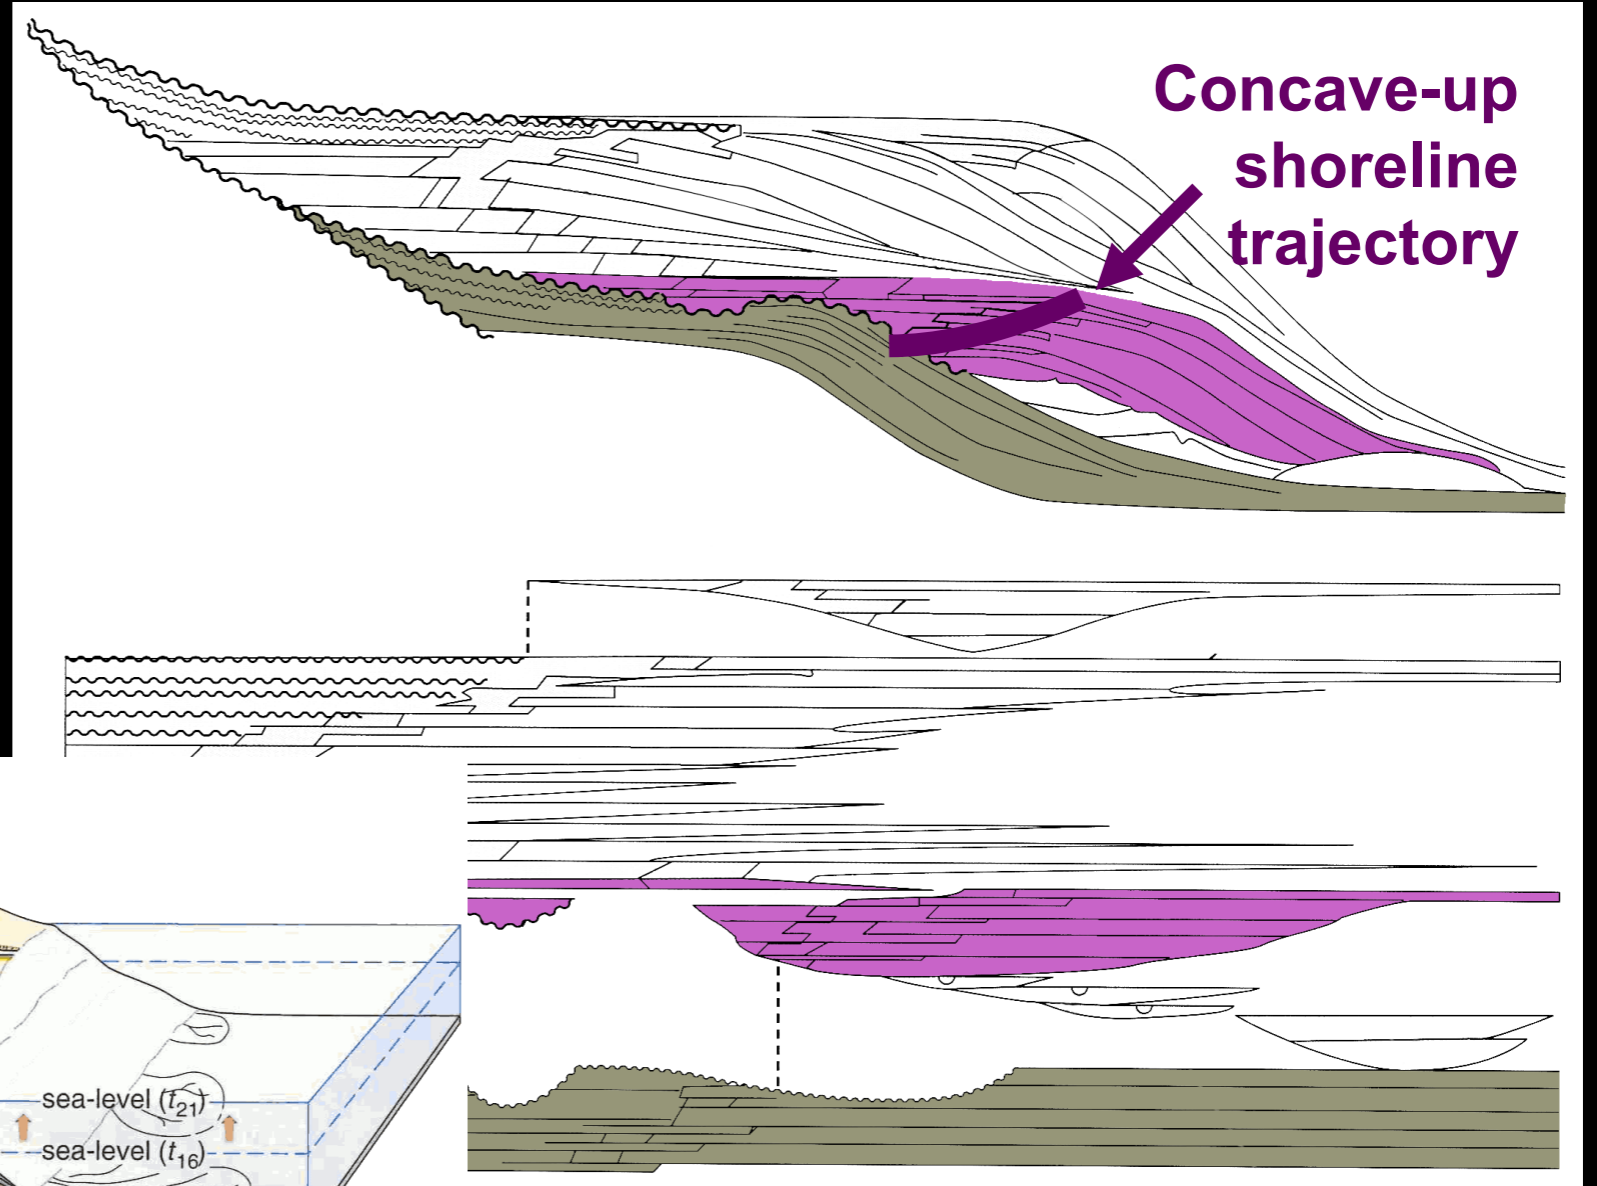 Concave-up
shoreline
trajectory
sea-level (t21)
sea-level (t16)